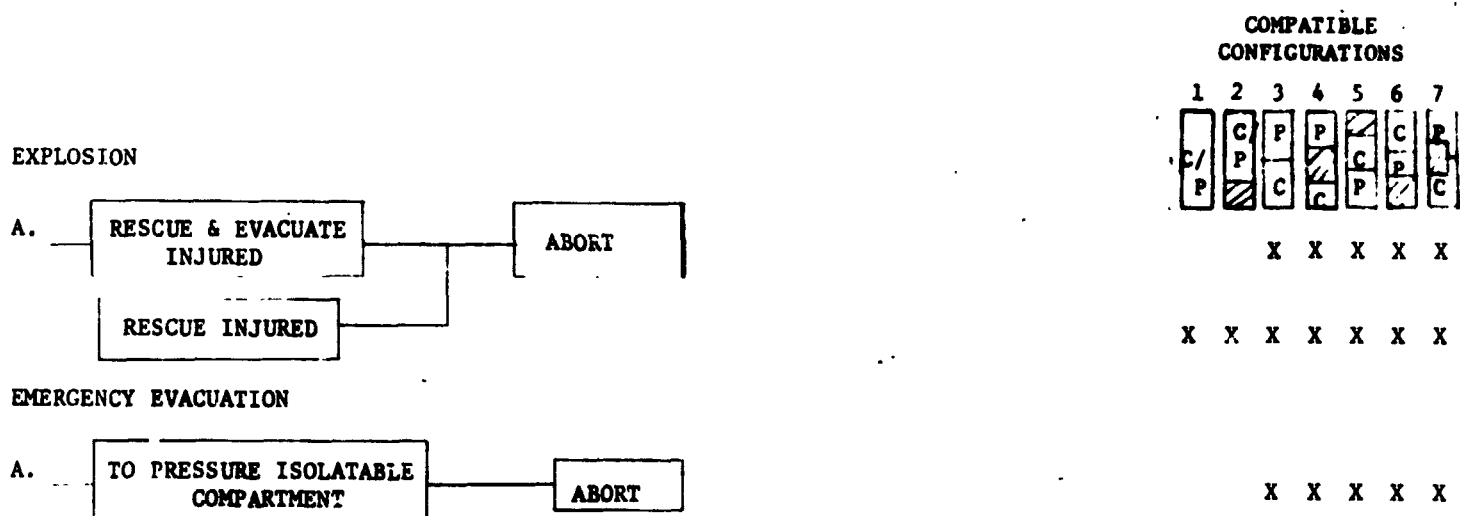 COMPATIBLE
CONFIGURATIONS
1 2 3 4 5 6 7
C/ P
C/ P
P C
P C
C P
C P
P C
EXPLOSION
A. RESCUE & EVACUATE
INJURED
ABORT
X X X X X
RESCUE INJURED
X X X X X X X
EMERGENCY EVACUATION
A. TO PRESSURE ISOLATABLE
COMPARTMENT
ABORT
X X X X X